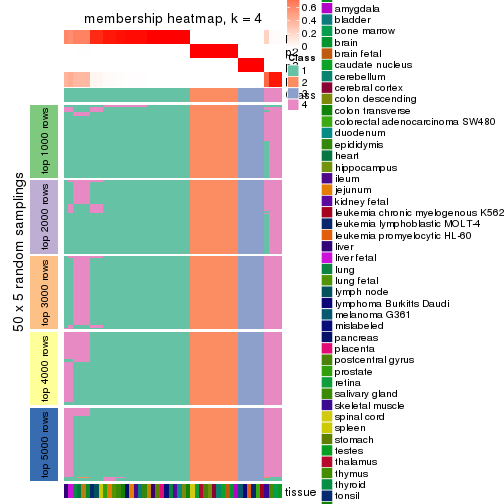 membership heatmap, k = 4
50 x 5 random samplings
top 1000 rows
top 2000 rows
top 3000 rows
top 4000 rows
top 5000 rows
0.6
0.4
0.2
0
Class
1
2
3
4
tissue
amygdala
bladder
bone marrow
brain
brain fetal
caudate nucleus
cerebellum
cerebral cortex
colon descending
colon transverse
colorectal adenocarcinoma SW480
duodenum
epididymis
heart
hippocampus
ileum
jejunum
kidney fetal
leukemia chronic myelogenous K562
leukemia lymphoblastic MOLT-4
leukemia promyelocytic HL-60
liver
liver fetal
lung
lung fetal
lymph node
lymphoma Burkitts Daudi
melanoma G361
mislabeled
pancreas
placenta
postcentral gyrus
prostate
retina
salivary gland
skeletal muscle
spinal cord
spleen
stomach
testes
thalamus
thymus
thyroid
tonsil